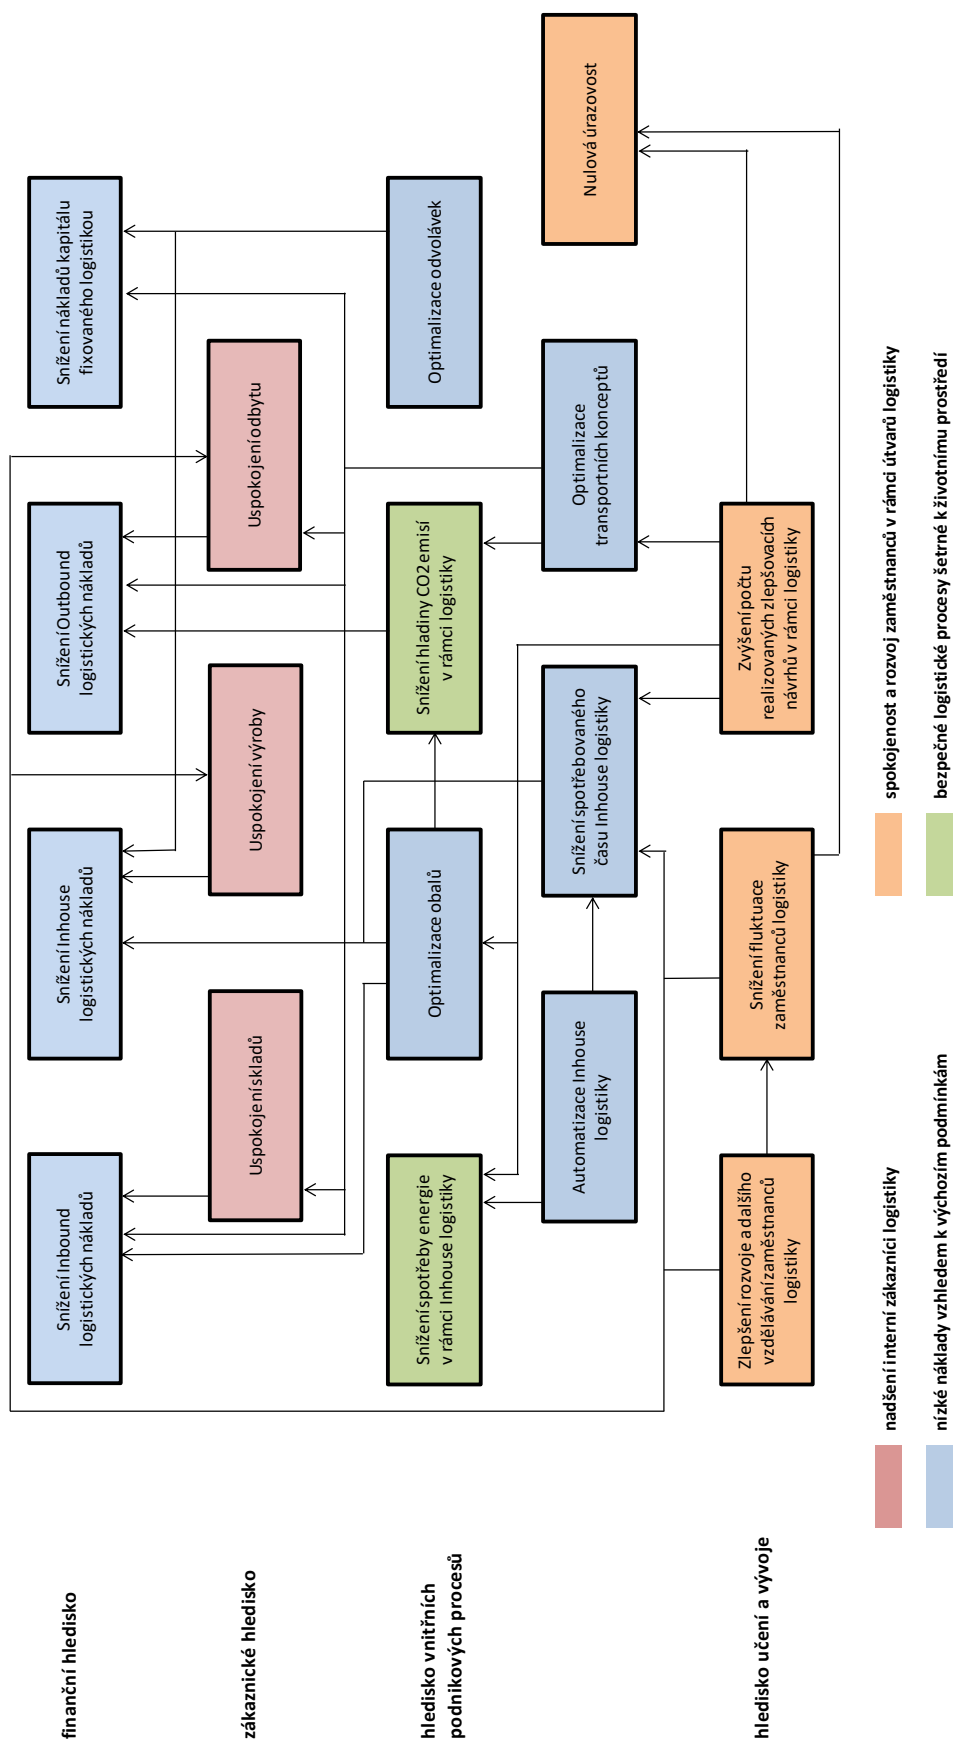 finanční hledisko
Snížení Inbound
logistických nákladů
Snížení Inhouse
logistických nákladů
Snížení Outbound
logistických nákladů
Snížení nákladů kapitálu
fixovaného logistikou
zákaznické hledisko
Uspokojení skladů
Uspokojení výroby
Uspokojení odbytu
hledisko vnitřních
podnikových procesů
Snížení spotřeby energie
v rámci Inhouse logistiky
Optimalizace obalů
Snížení hladiny CO2 emisí
v rámci logistiky
Optimalizace odvolávek
Automatizace Inhouse
logistiky
Snížení spotřebovaného
času Inhouse logistiky
Optimalizace
transportních konceptů
Nulová úrazovost
hledisko učení a vývoje
Zlepšení rozvoje a dalšího
vzdělávání zaměstnanců
logistiky
Snížení fluktuace
zaměstnanců logistiky
Zvýšení počtu
realizovaných zlepšovacích
návrhů v rámci logistiky
nadšení interní zákazníci logistiky
spokojenost a rozvoj zaměstnanců v rámci útvarů logistiky
nízké náklady vzhledem k výchozím podmínkám
bezpečné logistické procesy šetrné k životnímu prostředí